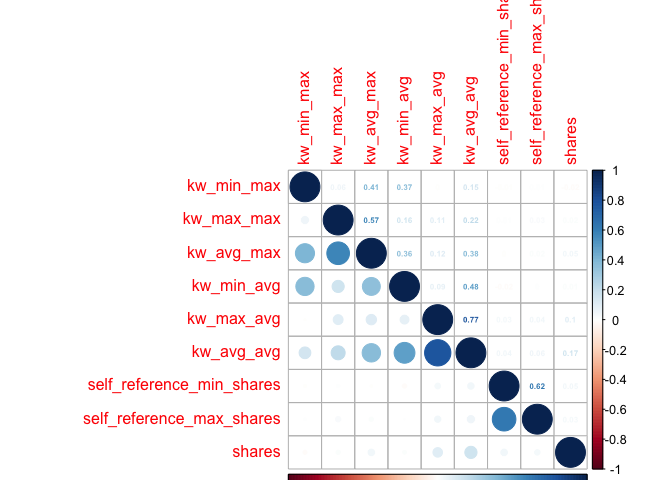 kw_min_max
kw_max_max
kw_avg_max
kw_min_avg
kw_max_avg
kw_avg_avg
self_reference_min_sha
self_reference_max_sh
shares
kw_min_max 0.41 0.37 0.15
kw_max_max 0.57 0.16 0.11 0.22
kw_avg_max 0.36 0.12 0.38
kw_min_avg 0.48
kw_max_avg 0.77 0.1
kw_avg_avg 0.17
self_reference_min_shares 0.62
self_reference_max_shares
shares
1
0.8
0.6
0.4
0.2
0
-0.2
-0.4
-0.6
-0.8
-1